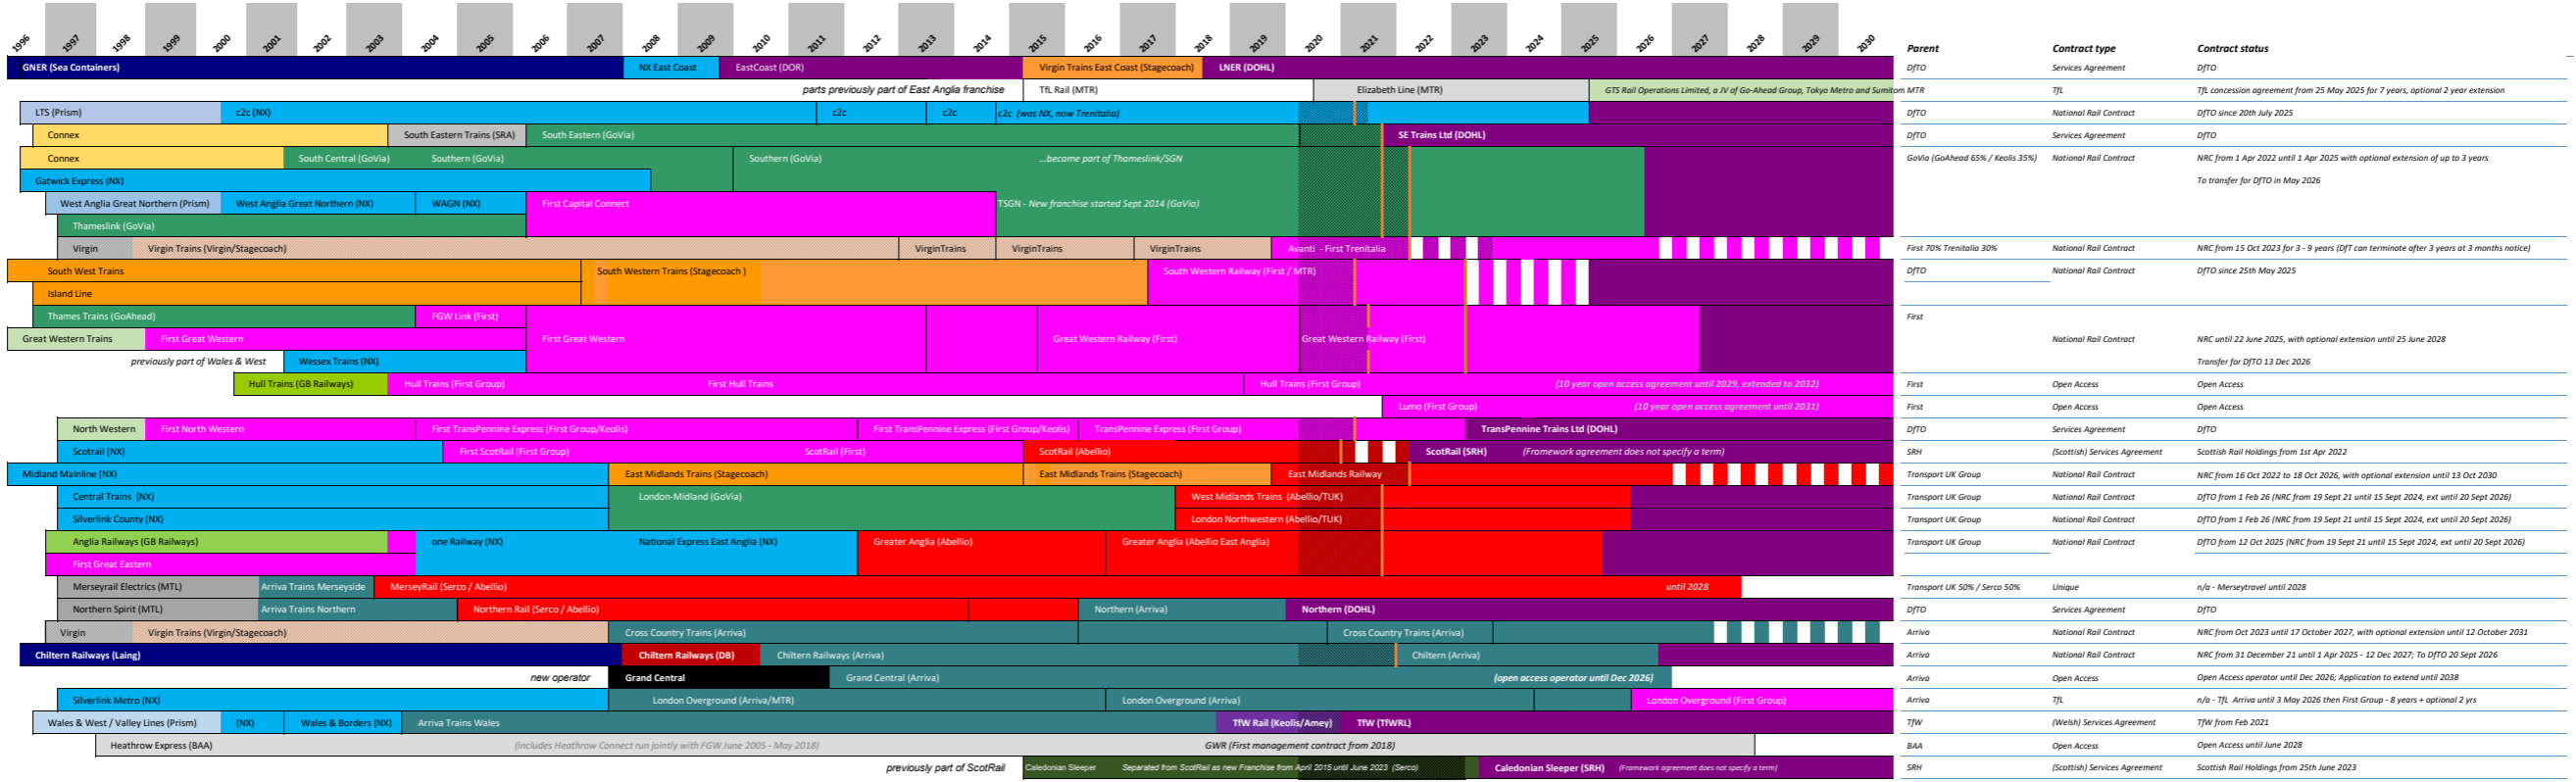 1996 1997 1998 1999 2000 2001 2002 2003 2004 2005 2006 2007 2008 2009 2010 2011 2012 2013 2014 2015 2016 2017 2018 2019 2020 2021 2022 2023 2024 2025 2026 2027 2028 2029 2030 Parent Contract type Contract status
GNER (Sea Containers) NX East Coast EastCoast (DOR) Virgin Trains East Coast (Stagecoach) LNER (DOHL) DfTO Services Agreement DfTO
parts previously part of East Anglia franchise TfL Rail (MTR) Elizabeth Line (MTR) GTS Rail Operations Limited, a JV of Go-Ahead Group, Tokyo Metro and Sumitom MTR TfL TfL concession agreement from 25 May 2025 for 7 years, optional 2 year extension
LTS (Prism) c2c (NX) c2c c2c c2c (was NX, now Trenitalia) DfTO National Rail Contract DfTO since 20th July 2025
Connex South Eastern Trains (SRA) South Eastern (GoVia) SE Trains Ltd (DOHL) DfTO Services Agreement DfTO
Connex South Central (GoVia) Southern (GoVia) Southern (GoVia) ...became part of Thameslink/SGN GoVia (GoAhead 65% / Keolis 35%) National Rail Contract NRC from 1 Apr 2022 until 1 Apr 2025 with optional extension of up to 3 years
Gatwick Express (NX) To transfer for DfTO in May 2026
West Anglia Great Northern (Prism) West Anglia Great Northern (NX) WAGN (NX) First Capital Connect TSGN - New franchise started Sept 2014 (GoVia)
Thameslink (GoVia)
Virgin Virgin Trains (Virgin/Stagecoach) VirginTrains VirginTrains VirginTrains Avanti - First Trenitalia First 70% Trenitalia 30% National Rail Contract NRC from 15 Oct 2023 for 3 - 9 years (DfT can terminate after 3 years at 3 months notice)
South West Trains South Western Trains (Stagecoach ) South Western Railway (First / MTR) DfTO National Rail Contract DfTO since 25th May 2025
Island Line
Thames Trains (GoAhead) FGW Link (First) First
Great Western Trains First Great Western First Great Western Great Western Railway (First) Great Western Railway (First) National Rail Contract NRC until 22 June 2025, with optional extension until 25 June 2028
previously part of Wales & West Wessex Trains (NX) Transfer for DfTO 13 Dec 2026
Hull Trains (GB Railways) Hull Trains (First Group) First Hull Trains Hull Trains (First Group) (10 year open access agreement until 2029, extended to 2032) First Open Access Open Access
Lumo (First Group) (10 year open access agreement until 2031) First Open Access Open Access
North Western First North Western First TransPennine Express (First Group/Keolis) First TransPennine Express (First Group/Keolis) TransPennine Express (First Group) TransPennine Trains Ltd (DOHL) DfTO Services Agreement DfTO
Scotrail (NX) First ScotRail (First Group) ScotRail (First) ScotRail (Abellio) ScotRail (SRH) (Framework agreement does not specify a term) SRH (Scottish) Services Agreement Scottish Rail Holdings from 1st Apr 2022
Midland Mainline (NX) East Midlands Trains (Stagecoach) East Midlands Trains (Stagecoach) East Midlands Railway Transport UK Group National Rail Contract NRC from 16 Oct 2022 to 18 Oct 2026, with optional extension until 13 Oct 2030
Central Trains (NX) London-Midland (GoVia) West Midlands Trains (Abellio/TUK) Transport UK Group National Rail Contract DfTO from 1 Feb 26 (NRC from 19 Sept 21 until 15 Sept 2024, ext until 20 Sept 2026)
Silverlink County (NX) London Northwestern (Abellio/TUK) Transport UK Group National Rail Contract DfTO from 1 Feb 26 (NRC from 19 Sept 21 until 15 Sept 2024, ext until 20 Sept 2026)
Anglia Railways (GB Railways) one Railway (NX) National Express East Anglia (NX) Greater Anglia (Abellio) Greater Anglia (Abellio East Anglia) Transport UK Group National Rail Contract DfTO from 12 Oct 2025 (NRC from 19 Sept 21 until 15 Sept 2024, ext until 20 Sept 2026)
First Great Eastern
Merseyrail Electrics (MTL) Arriva Trains Merseyside MerseyRail (Serco / Abellio) until 2028 Transport UK 50% / Serco 50% Unique n/a - Merseytravel until 2028
Northern Spirit (MTL) Arriva Trains Northern Northern Rail (Serco / Abellio) Northern (Arriva) Northern (DOHL) DfTO Services Agreement DfTO
Virgin Virgin Trains (Virgin/Stagecoach) Cross Country Trains (Arriva) Cross Country Trains (Arriva) Arriva National Rail Contract NRC from Oct 2023 until 17 October 2027, with optional extension until 12 October 2031
Chiltern Railways (Laing) Chiltern Railways (DB) Chiltern Railways (Arriva) Chiltern (Arriva) Arriva National Rail Contract NRC from 31 December 21 until 1 Apr 2025 - 12 Dec 2027; To DfTO 20 Sept 2026
new operator Grand Central Grand Central (Arriva) (open access operator until Dec 2026) Arriva Open Access Open Access operator until Dec 2026; Application to extend until 2038
Silverlink Metro (NX) London Overground (Arriva/MTR) London Overground (Arriva) London Overground (First Group) Arriva TfL n/a - TfL Arriva until 3 May 2026 then First Group - 8 years + optional 2 yrs
Wales & West / Valley Lines (Prism) (NX) Wales & Borders (NX) Arriva Trains Wales TfW Rail (Keolis/Amey) TfW (TfWRL) TfW (Welsh) Services Agreement TfW from Feb 2021
Heathrow Express (BAA) (includes Heathrow Connect run jointly with FGW June 2005 - May 2018) GWR (First management contract from 2018) BAA Open Access Open Access until June 2028
previously part of ScotRail Caledonian Sleeper Separated from ScotRail as new Franchise from April 2015 until June 2023 (Serco) Caledonian Sleeper (SRH) (Framework agreement does not specify a term) SRH (Scottish) Services Agreement Scottish Rail Holdings from 25th June 2023